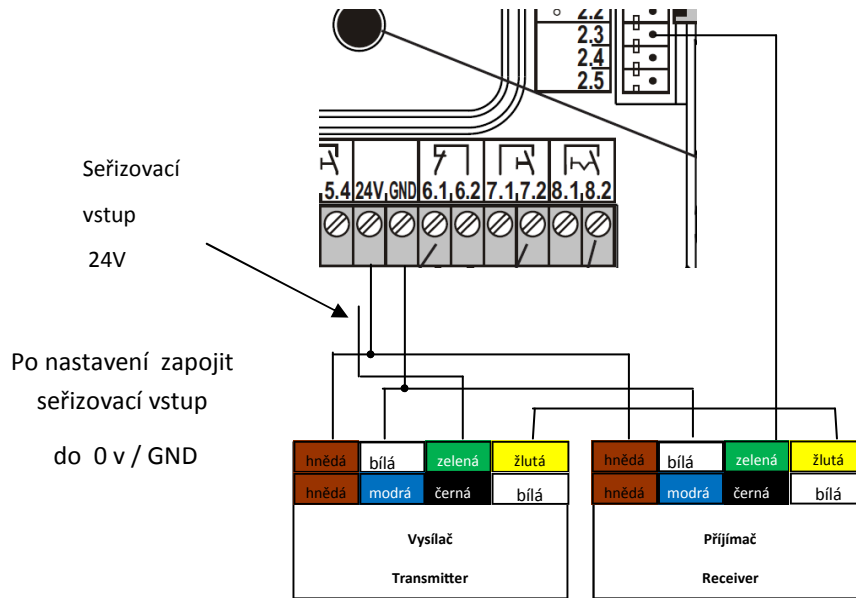 2.2
2.3
2.4
2.5
5.4 24V GND 6.1 6.2 7.1 7.2 8.1 8.2
Seřizovací
vstup
24V
Po nastavení zapojit
seřizovací vstup
do 0 v / GND
hnědá bílá zelená žlutá hnědá bílá zelená žlutá
hnědá modrá černá bílá hnědá modrá černá bílá
Vysílač Příjímač
Transmitter Receiver